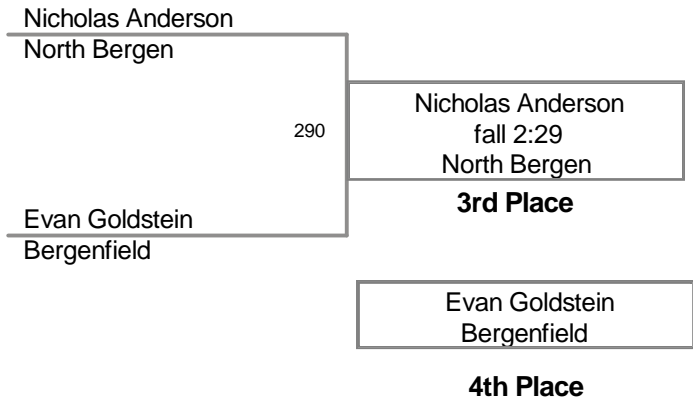 Nicholas Anderson
North Bergen
290
Nicholas Anderson
fall 2:29
North Bergen
3rd Place
Evan Goldstein
Bergenfield
Evan Goldstein
Bergenfield
4th Place